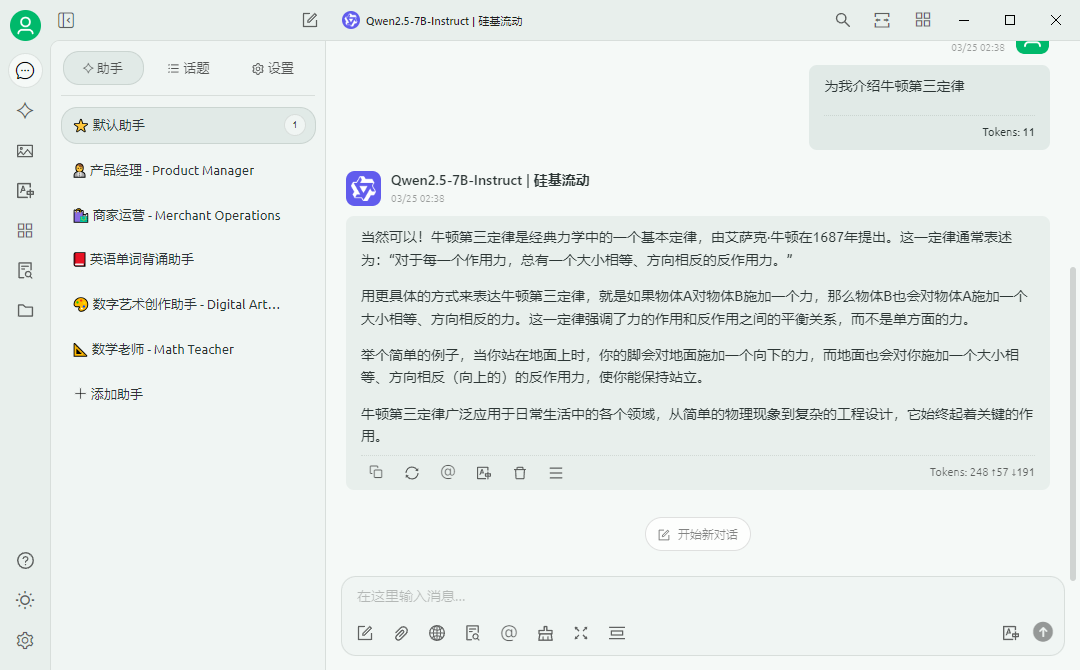 Qwen2.5-7B-Instruct | 硅基流动
助手
话题
设置
默认助手
1
产品经理 - Product Manager
商家运营 - Merchant Operations
英语单词背诵助手
数字艺术创作助手 - Digital Art...
数学老师 - Math Teacher
添加助手
03/25 02:38
为我介绍牛顿第三定律
Tokens: 11
Qwen2.5-7B-Instruct | 硅基流动
03/25 02:38
当然可以！牛顿第三定律是经典力学中的一个基本定律，由艾萨克·牛顿在1687年提出。这一定律通常表述
为：“对于每一个作用力，总有一个大小相等、方向相反的反作用力。”
用更具体的方式来表达牛顿第三定律，就是如果物体A对物体B施加一个力，那么物体B也会对物体A施加一个
大小相等、方向相反的力。这一定律强调了力的作用和反作用之间的平衡关系，而不是单方面的力。
举个简单的例子，当你站在地面上时，你的脚会对地面施加一个向下的力，而地面也会对你施加一个大小相
等、方向相反（向上的）的反作用力，使你能保持站立。
牛顿第三定律广泛应用于日常生活中的各个领域，从简单的物理现象到复杂的工程设计，它始终起着关键的作
用。
Tokens: 248 ↑57 ↓191
开始新对话
在这里输入消息...